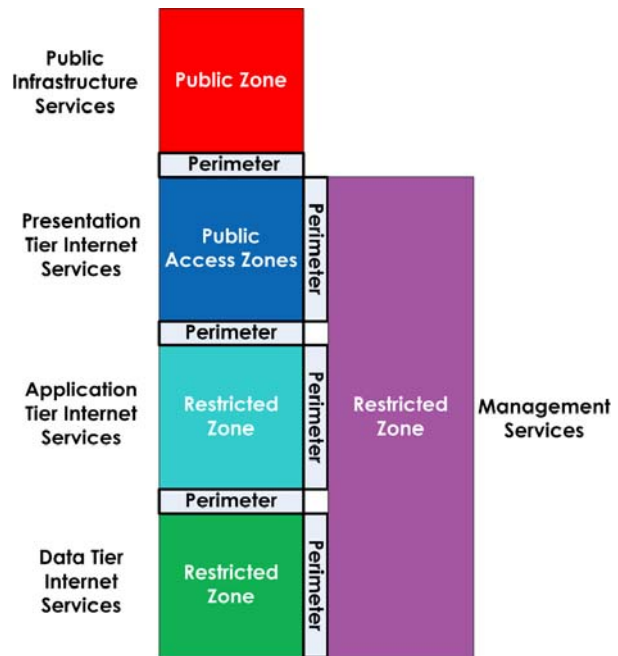 Public
Infrastructure
Services
Public Zone
Perimeter
Presentation
Tier Internet
Services
Public
Access Zones
Perimeter
Perimeter
Application
Tier Internet
Services
Restricted
Zone
Perimeter
Restricted
Zone
Management
Services
Perimeter
Data Tier
Internet
Services
Restricted
Zone
Perimeter